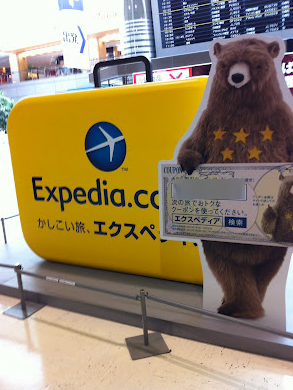 Expedia.co
かしこい旅、エクスペ
COUPON
次の旅でおトクな
クーポンを使ってください。
エクスペディア 検索